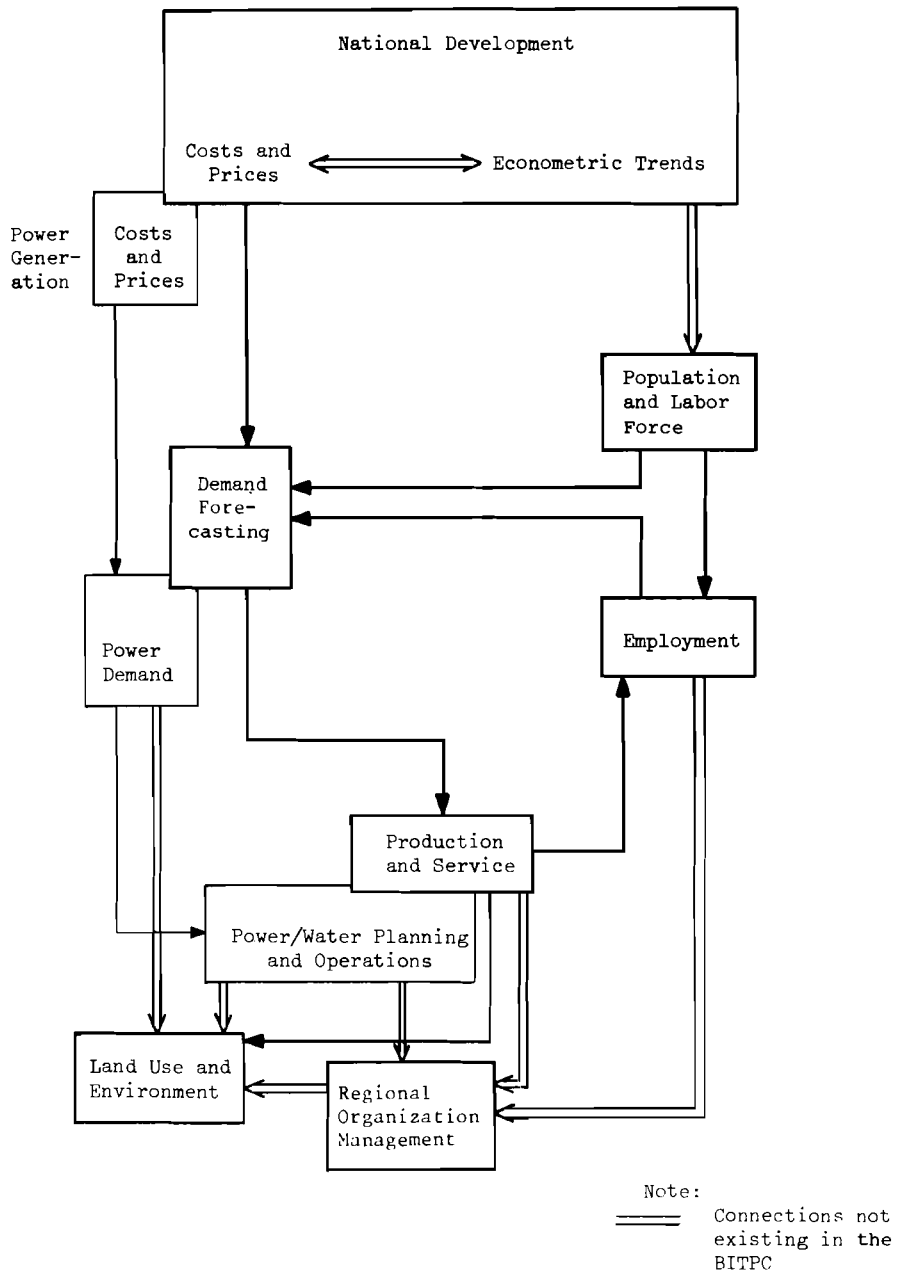 National Development
Costs and
Prices
Econometric Trends
Power
Gener-
ation
Costs
and
Prices
Population
and Labor
Force
Demand
Fore-
casting
Employment
Power
Demand
Production
and Service
Power/Water Planning
and Operations
Land Use and
Environment
Regional
Organization
Management
Note:
Connections not
existing in the
BITPC